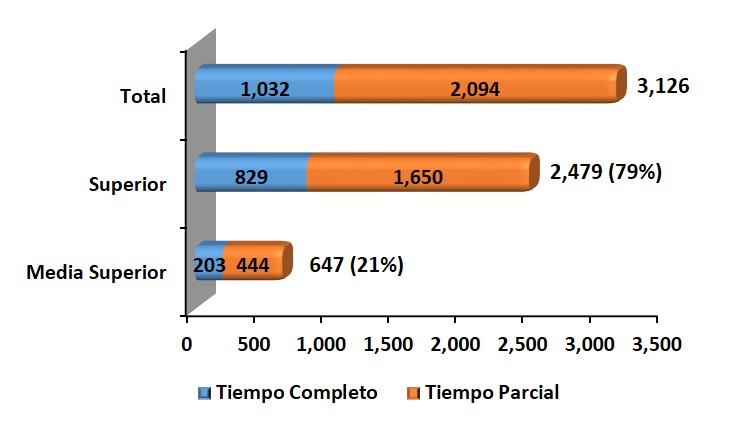 Total 1,032 2,094 3,126
Superior 829 1,650 2,479 (79%)
Media Superior 203 444 647 (21%)
0 500 1,000 1,500 2,000 2,500 3,000 3,500
Tiempo Completo Tiempo Parcial